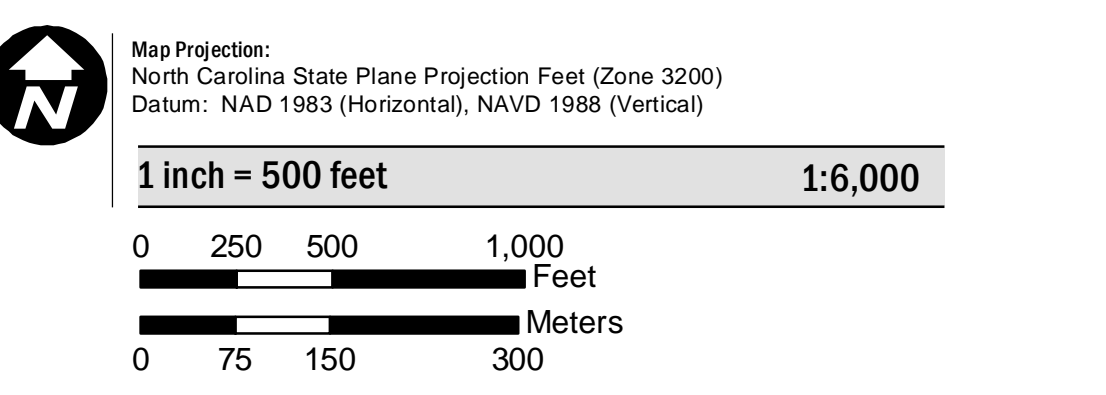 N
Map Projection:
North Carolina State Plane Projection Feet (Zone 3200)
Datum: NAD 1983 (Horizontal), NAVD 1988 (Vertical)
1 inch = 500 feet 1:6,000
0 250 500 1,000
Feet
Meters
0 75 150 300